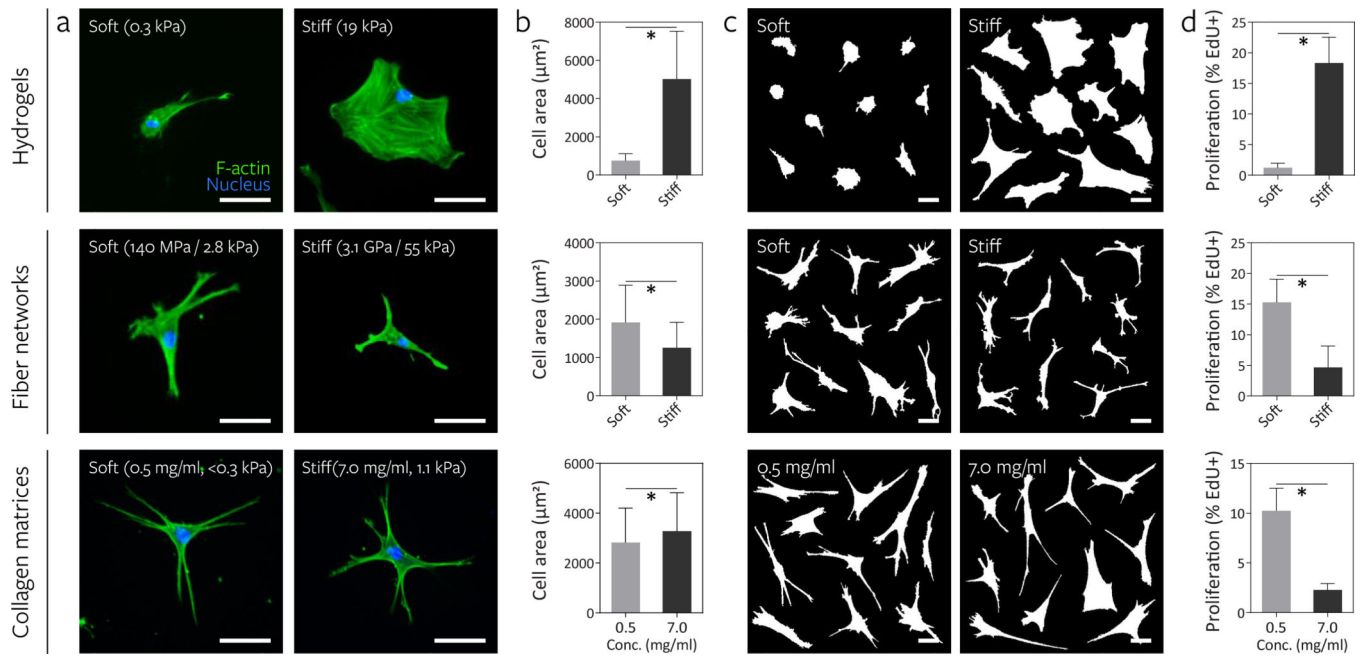 a
b
c
d
Hydrogels
Soft (0.3 kPa)
F-actin
Nucleus
Stiff (19 kPa)
Cell area (µm²)
8000
6000
4000
2000
0
*
Soft
Stiff
Soft
Stiff
Proliferation (% EdU+)
25
20
15
10
5
0
*
Soft
Stiff
Fiber networks
Soft (140 MPa / 2.8 kPa)
Stiff (3.1 GPa / 55 kPa)
Cell area (µm²)
4000
3000
2000
1000
0
*
Soft
Stiff
Soft
Stiff
Proliferation (% EdU+)
25
20
15
10
5
0
*
Soft
Stiff
Collagen matrices
Soft (0.5 mg/ml, <0.3 kPa)
Stiff(7.0 mg/ml, 1.1 kPa)
Cell area (µm²)
6000
4000
2000
0
*
0.5 7.0
Conc. (mg/ml)
0.5 mg/ml
7.0 mg/ml
Proliferation (% EdU+)
15
10
5
0
*
0.5 7.0
Conc. (mg/ml)